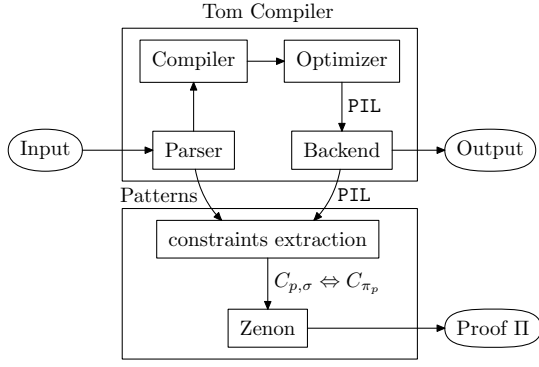 Tom Compiler
Compiler
Optimizer
PIL
Input
Parser
Backend
Output
Patterns
PIL
constraints extraction
C_{p,σ} ⇔ C_{π_p}
Zenon
Proof Π